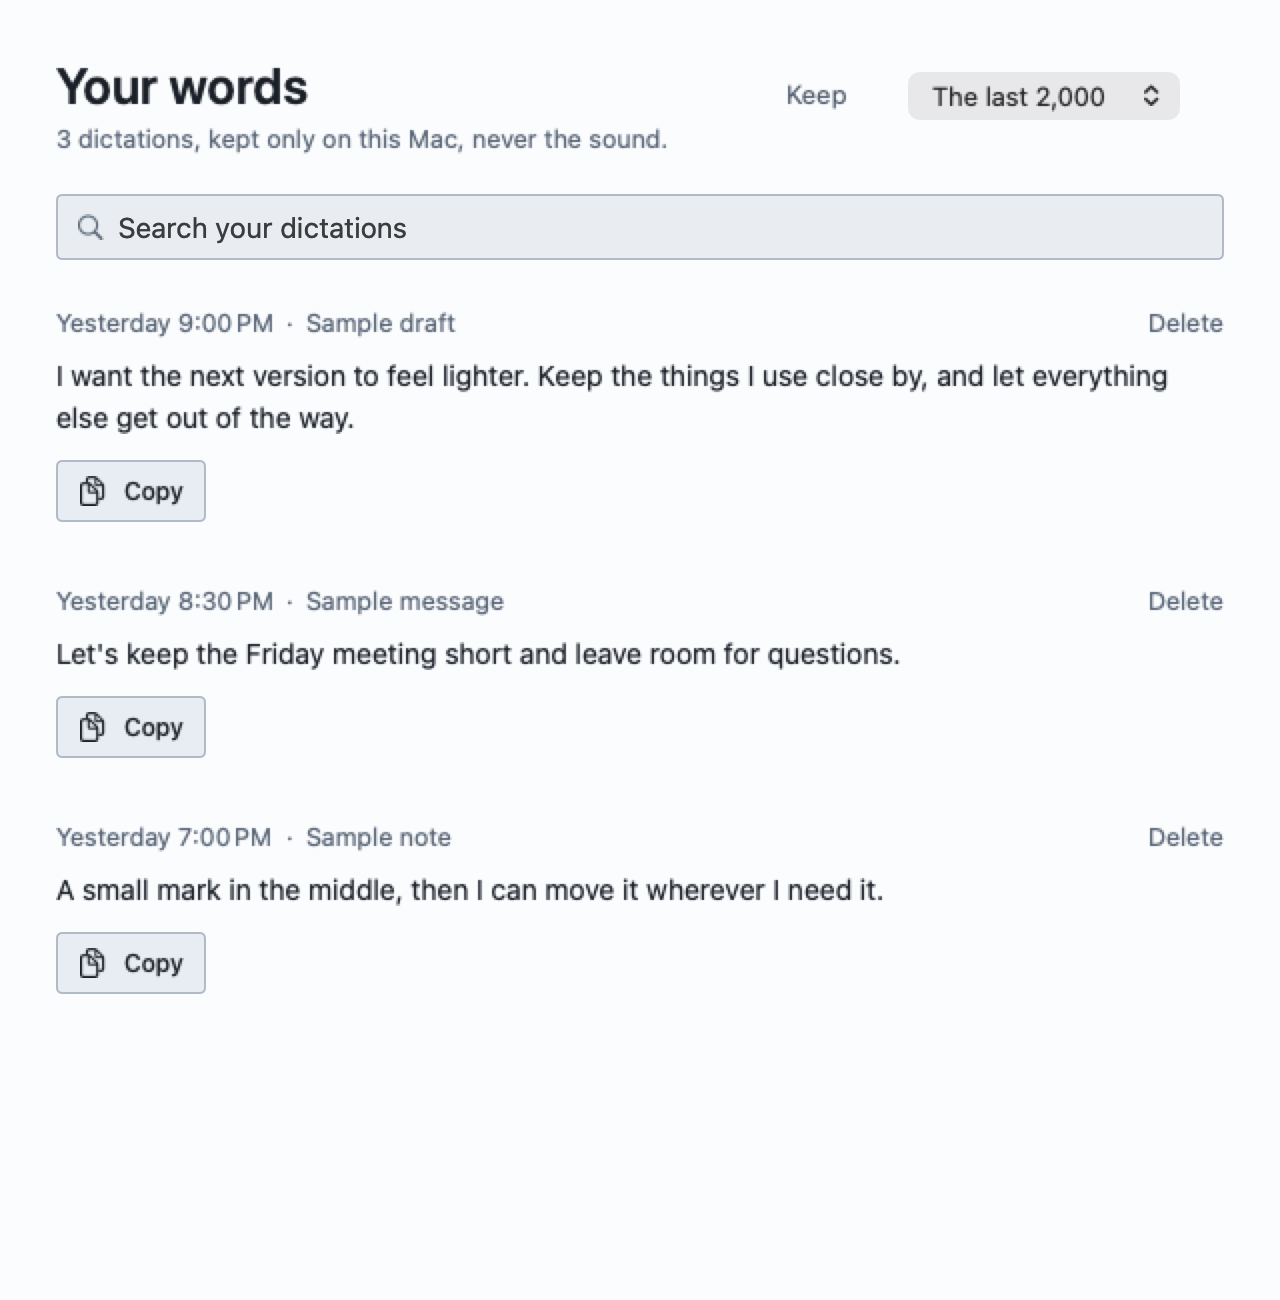 Your words
Keep
The last 2,000
3 dictations, kept only on this Mac, never the sound.
Search your dictations
Yesterday 9:00 PM · Sample draft
Delete
I want the next version to feel lighter. Keep the things I use close by, and let everything
else get out of the way.
Copy
Yesterday 8:30 PM · Sample message
Delete
Let's keep the Friday meeting short and leave room for questions.
Copy
Yesterday 7:00 PM · Sample note
Delete
A small mark in the middle, then I can move it wherever I need it.
Copy